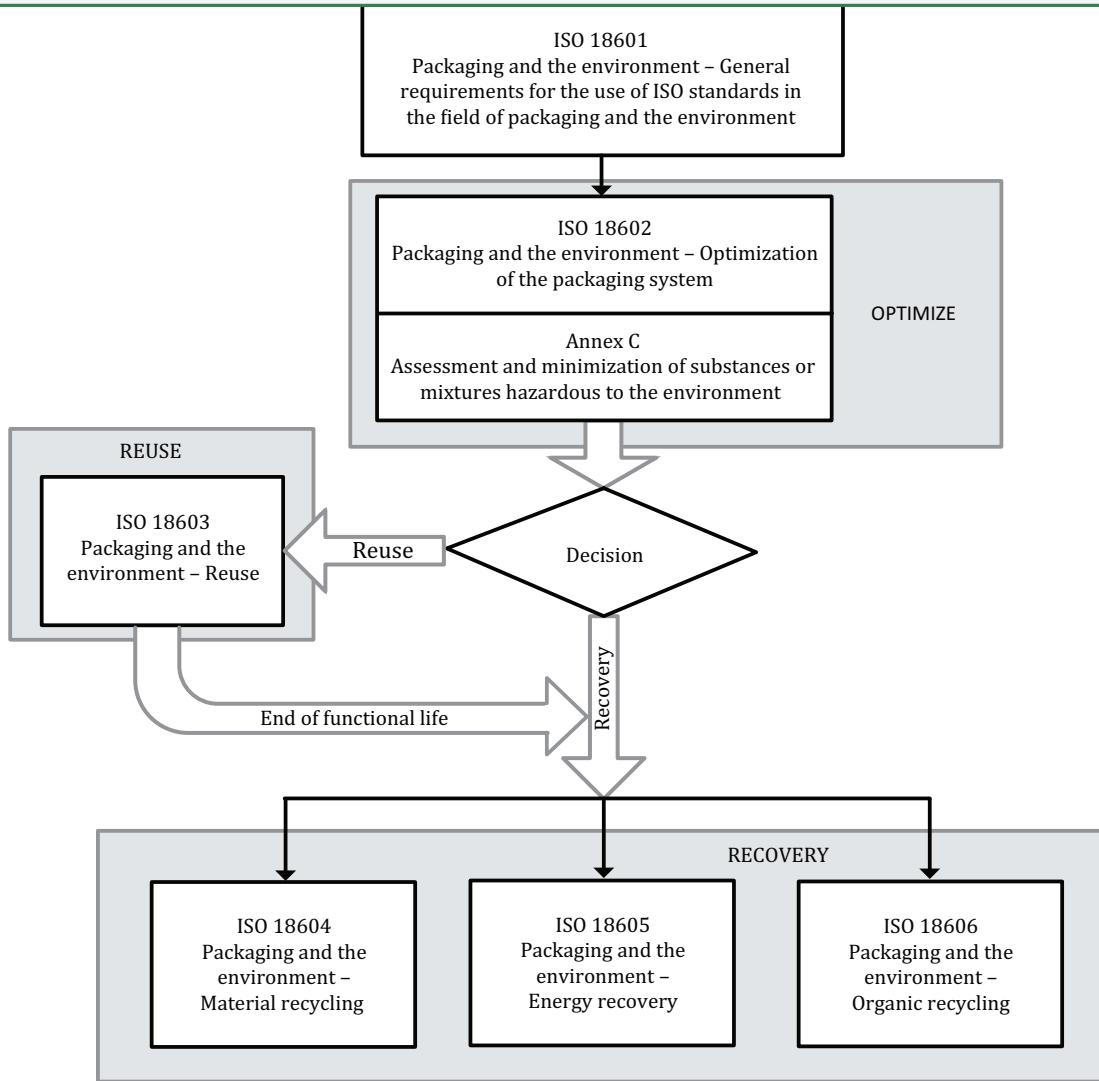 ISO 18601
Packaging and the environment – General
requirements for the use of ISO standards in
the field of packaging and the environment
ISO 18602
Packaging and the environment – Optimization
of the packaging system
OPTIMIZE
Annex C
Assessment and minimization of substances or
mixtures hazardous to the environment
REUSE
ISO 18603
Packaging and the
environment – Reuse
Reuse
Decision
Recovery
End of functional life
RECOVERY
ISO 18604
Packaging and the
environment –
Material recycling
ISO 18605
Packaging and the
environment –
Energy recovery
ISO 18606
Packaging and the
environment –
Organic recycling